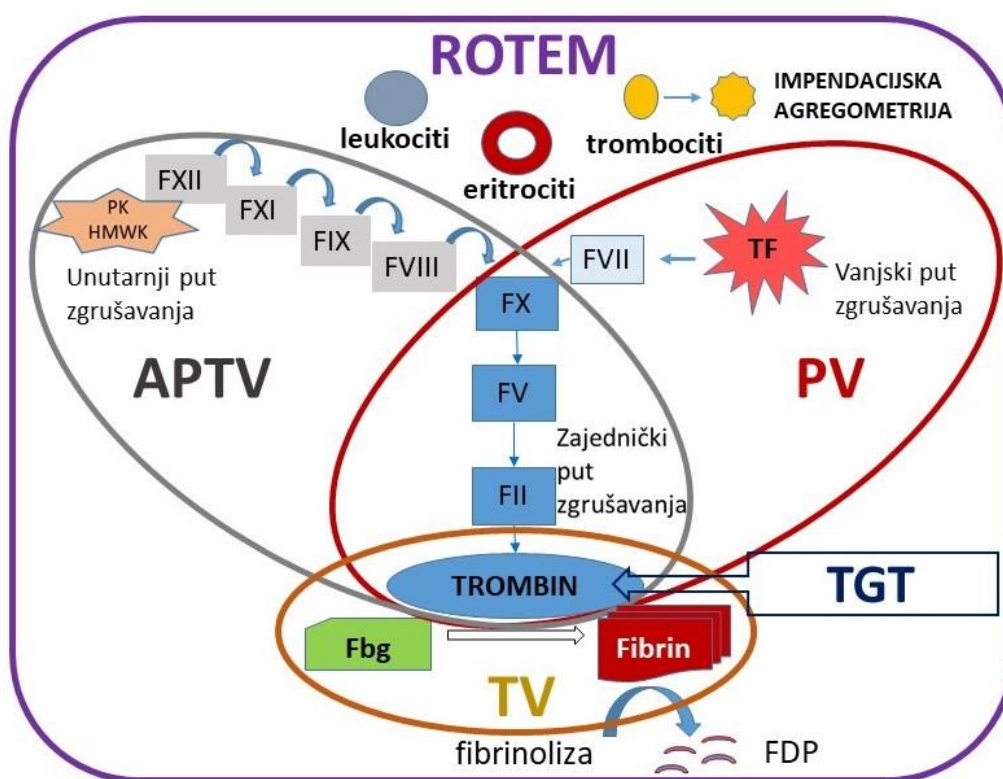 ROTEM
leukociti
eritrociti
trombociti
IMPENDACIJSKA
AGREGOMETRIJA
FXII
PK
HMWK
FXI
FIX
FVIII
Unutarnji put
zgrušavanja
APTV
FVII
TF
Vanjski put
zgrušavanja
PV
FX
FV
FII
Zajednički
put
zgrušavanja
TROMBIN
TGT
Fbg
Fibrin
TV
fibrinoliza
FDP